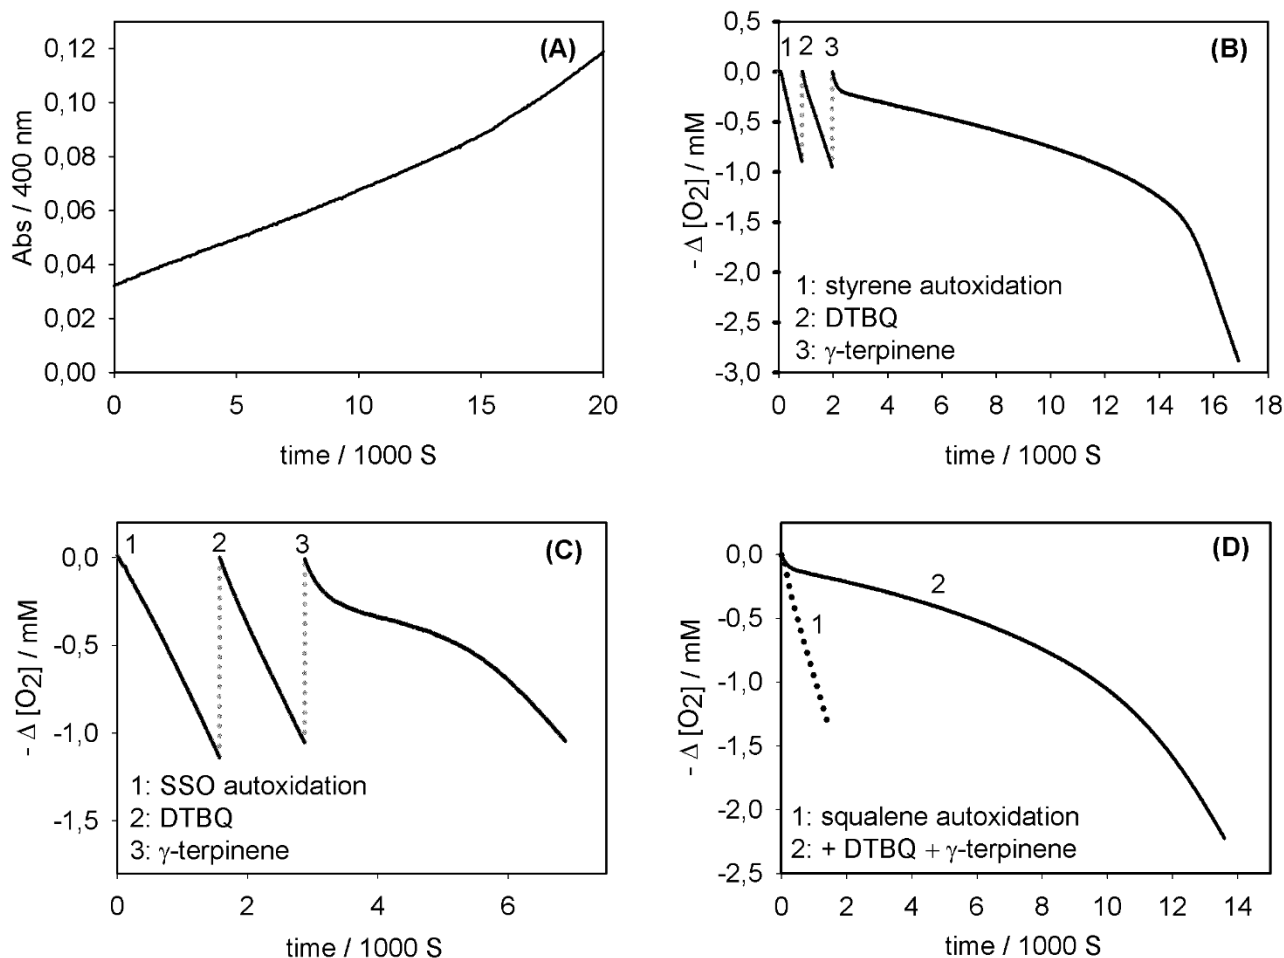 (A)
Abs / 400 nm
0,12
0,10
0,08
0,06
0,04
0,02
0,00
0 5 10 15 20
time / 1000 S
(B)
- Δ [O2] / mM
0,5
0,0
-0,5
-1,0
-1,5
-2,0
-2,5
-3,0
1 2 3
1: styrene autoxidation
2: DTBQ
3: γ-terpinene
0 2 4 6 8 10 12 14 16 18
time / 1000 S
(C)
- Δ [O2] / mM
0,0
-0,5
-1,0
-1,5
1 2 3
1: SSO autoxidation
2: DTBQ
3: γ-terpinene
0 2 4 6
time / 1000 S
(D)
- Δ [O2] / mM
0,0
-0,5
-1,0
-1,5
-2,0
-2,5
2
1
1: squalene autoxidation
2: + DTBQ + γ-terpinene
0 2 4 6 8 10 12 14
time / 1000 S